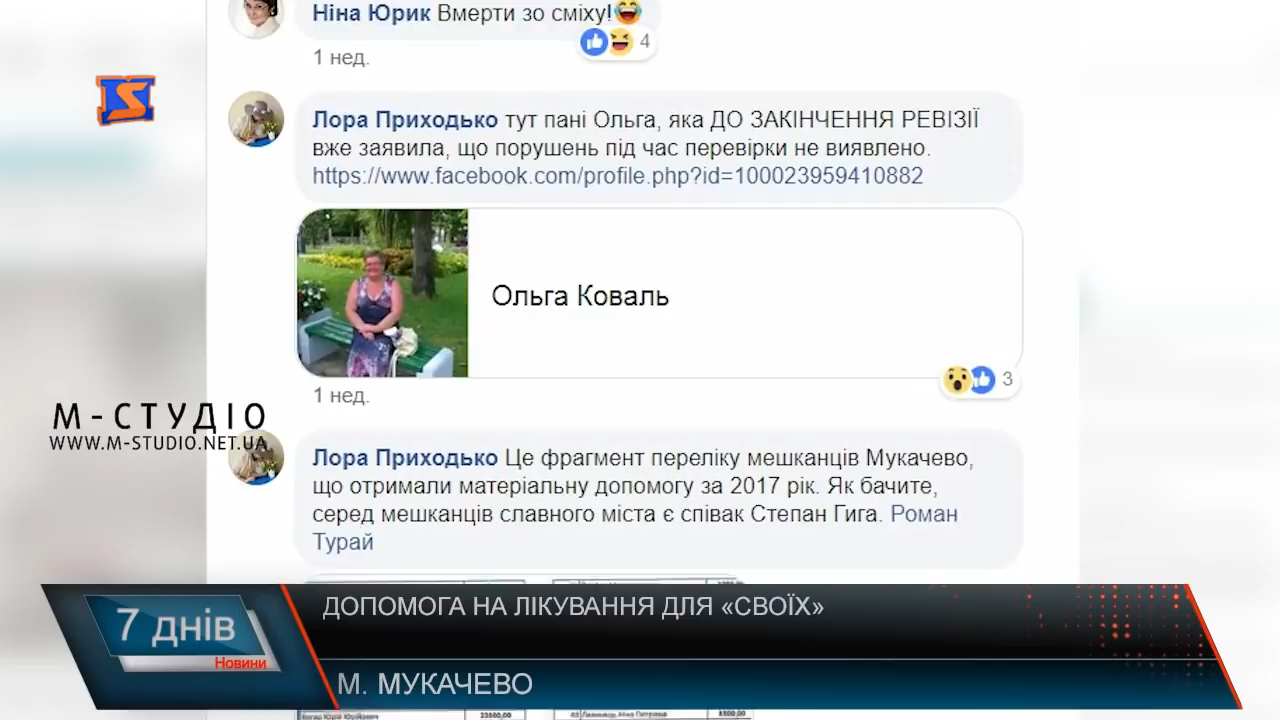 Ніна Юрик Вмерти зо сміху!😂
4
1 нед.
Лора Приходько тут пані Ольга, яка ДО ЗАКІНЧЕННЯ РЕВІЗІЇ
вже заявила, що порушень під час перевірки не виявлено.
https://www.facebook.com/profile.php?id=100023959410882
Ольга Коваль
3
1 нед.
М-СТУДІО
WWW.M-STUDIO.NET.UA
Лора Приходько Це фрагмент переліку мешканців Мукачево,
що отримали матеріальну допомогу за 2017 рік. Як бачите,
серед мешканців славного міста є співак Степан Гига. Роман
Турай
ДОПОМОГА НА ЛІКУВАННЯ ДЛЯ «СВОЇХ»
7 днів
Новини
М. МУКАЧЕВО